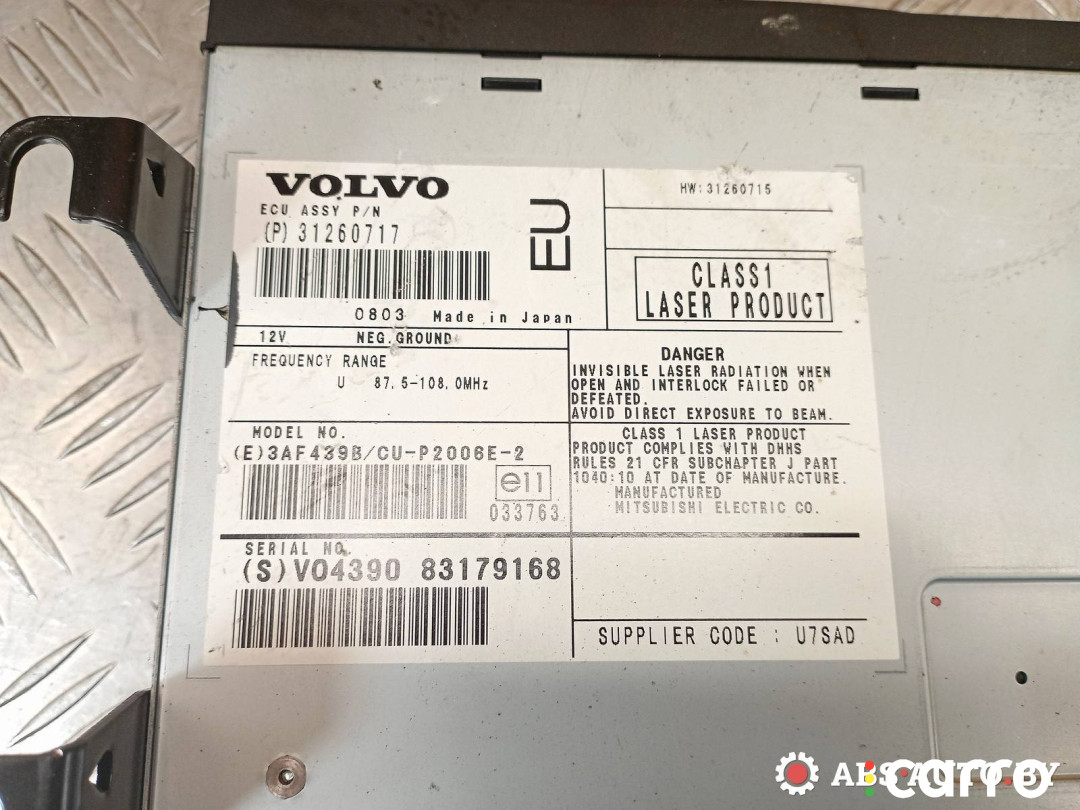 VOLVO
ECU ASSY P/N
(P) 31260717
EU
0803 Made in Japan
HW:31260715
CLASS1
LASER PRODUCT
12V NEG.GROUND
FREQUENCY RANGE
U 87.5-108.0MHz
DANGER
INVISIBLE LASER RADIATION WHEN
OPEN AND INTERLOCK FAILED OR
DEFEATED.
AVOID DIRECT EXPOSURE TO BEAM.
MODEL NO.
(E)3AF439B/CU-P2006E-2
e11
033763
CLASS 1 LASER PRODUCT
PRODUCT COMPLIES WITH DHHS
RULES 21 CFR SUBCHAPTER J PART
1040:10 AT DATE OF MANUFACTURE.
MANUFACTURED
MITSUBISHI ELECTRIC CO.
SERIAL NO.
(S)V04390 83179168
SUPPLIER CODE : U7SAD
ABS-AUTO.BY
carro